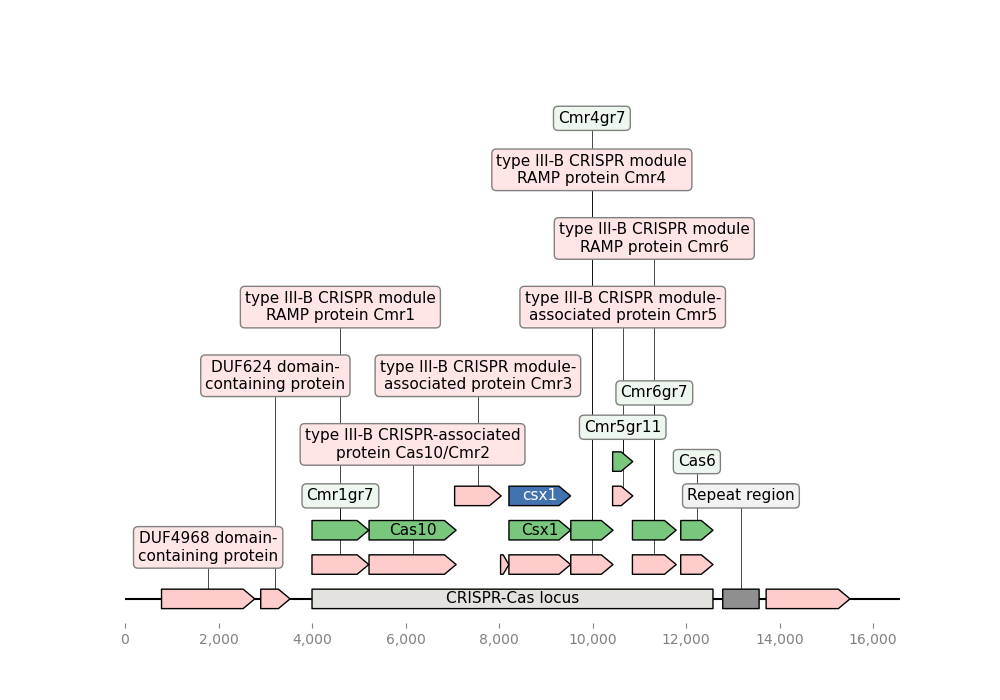 Cmr4gr7
type III-B CRISPR module
RAMP protein Cmr4
type III-B CRISPR module
RAMP protein Cmr6
type III-B CRISPR module
RAMP protein Cmr1
type III-B CRISPR module-
associated protein Cmr5
DUF624 domain-
containing protein
type III-B CRISPR module-
associated protein Cmr3
Cmr6gr7
Cmr5gr11
type III-B CRISPR-associated
protein Cas10/Cmr2
Cas6
Cmr1gr7
csx1
Repeat region
Cas10
Csx1
DUF4968 domain-
containing protein
CRISPR-Cas locus
0
2,000
4,000
6,000
8,000
10,000
12,000
14,000
16,000